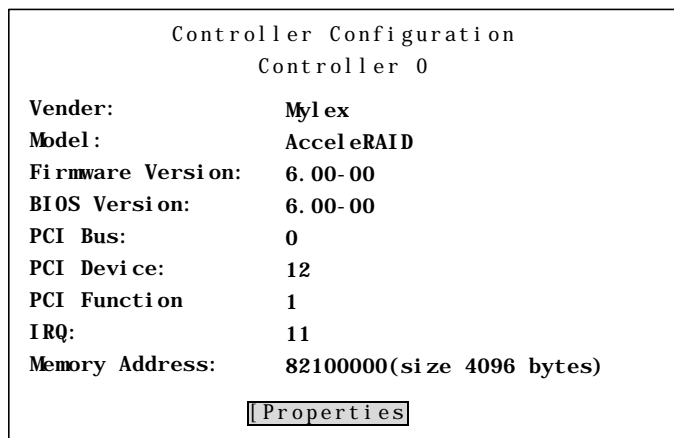 Controller Configuration
Controller 0
Vender: Mylex
Model: AcceleRAID
Firmware Version: 6.00-00
BIOS Version: 6.00-00
PCI Bus: 0
PCI Device: 12
PCI Function 1
IRQ: 11
Memory Address: 82100000(size 4096 bytes)
[Properties